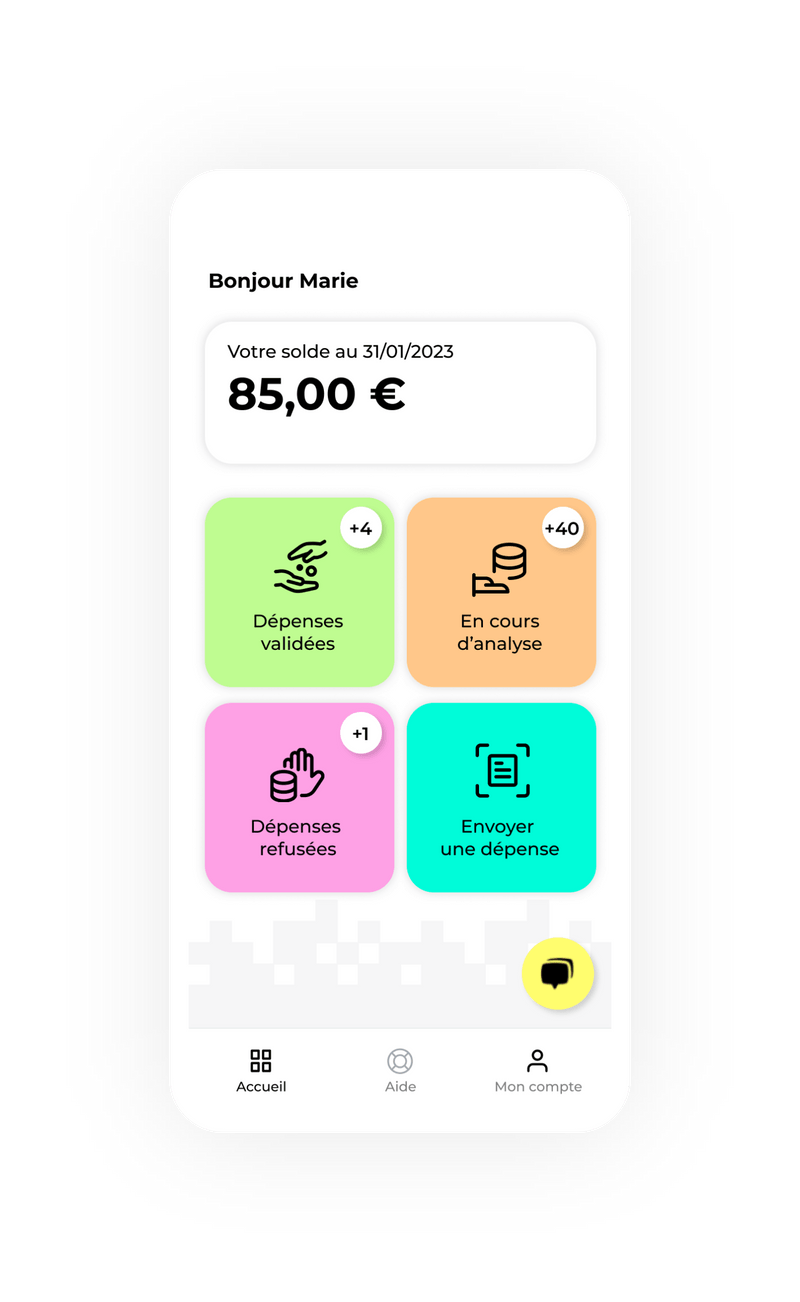 Bonjour Marie
Votre solde au 31/01/2023
85,00 €
+4
Dépenses
validées
+40
En cours
d’analyse
+1
Dépenses
refusées
Envoyer
une dépense
Accueil
Aide
Mon compte